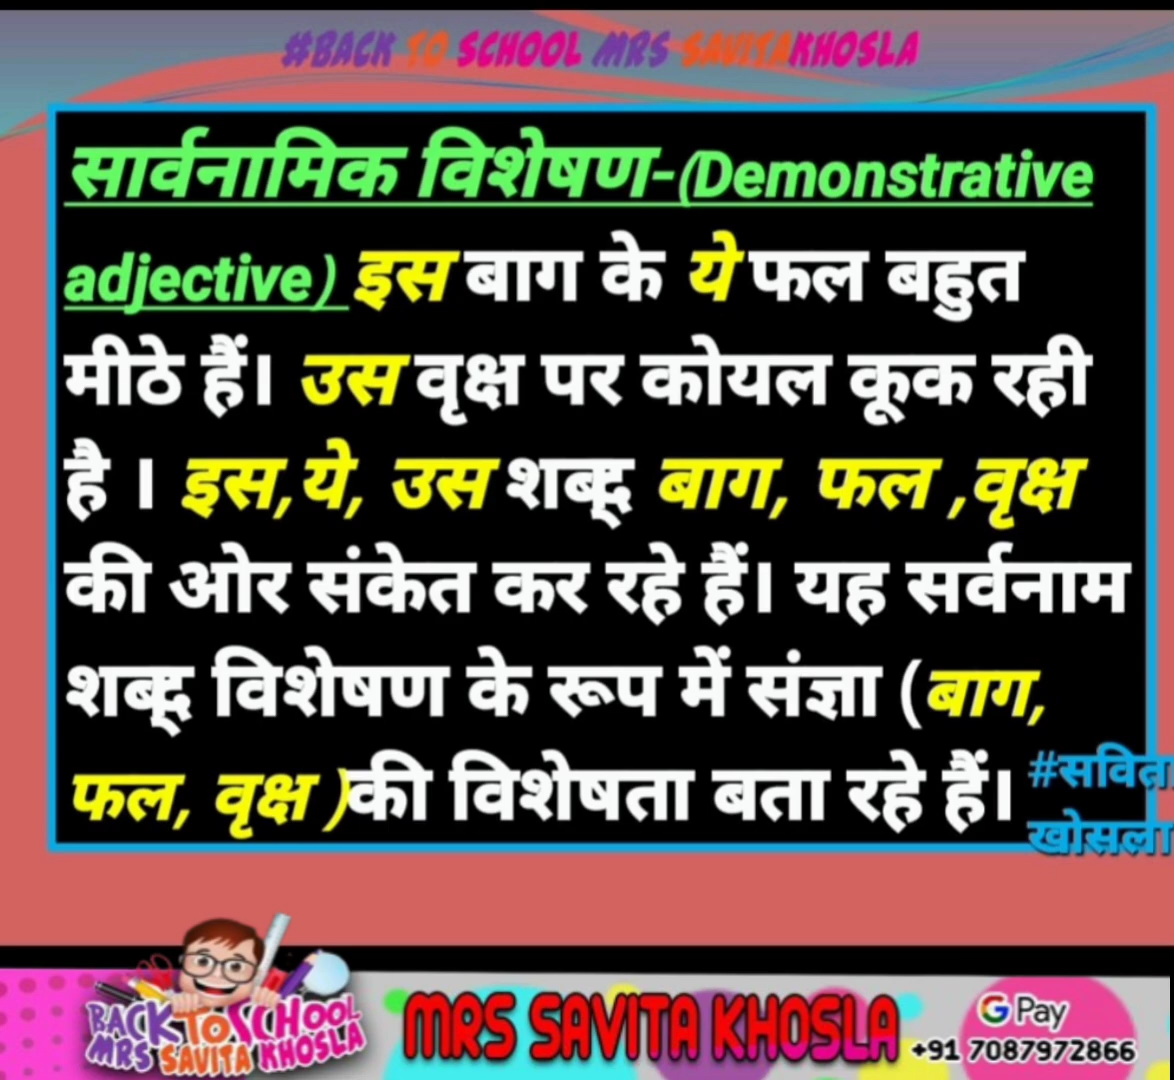 #BACK TO SCHOOL MRS SAVITAKHOSLA
सार्वनामिक विशेषण-(Demonstrative
adjective) इस बाग के ये फल बहुत
मीठे हैं। उस वृक्ष पर कोयल कूक रही
है । इस,ये, उस शब्द् बाग, फल ,वृक्ष
की ओर संकेत कर रहे हैं। यह सर्वनाम
शब्द् विशेषण के रूप में संज्ञा (बाग,
फल, वृक्ष )की विशेषता बता रहे हैं।
#सविता
खोसला
BACK TO SCHOOL
MRS SAVITA KHOSLA
MRS SAVITA KHOSLA
G Pay
+91 7087972866